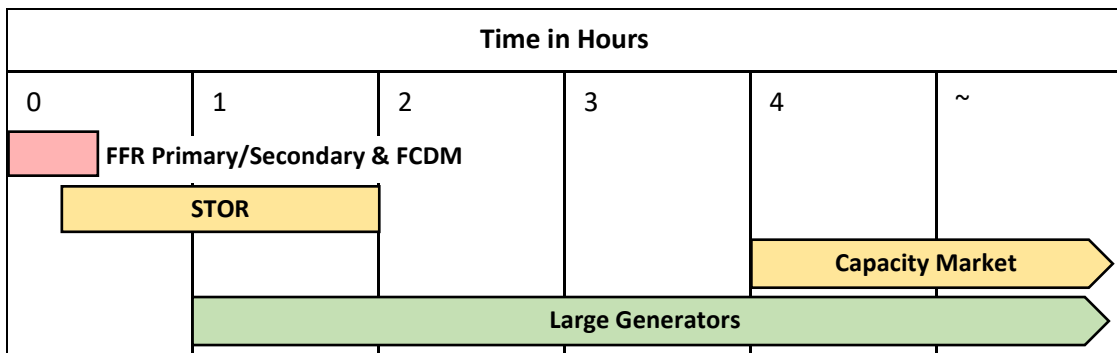 Time in Hours
0 1 2 3 4 ~
FFR Primary/Secondary & FCDM
STOR
Capacity Market
Large Generators